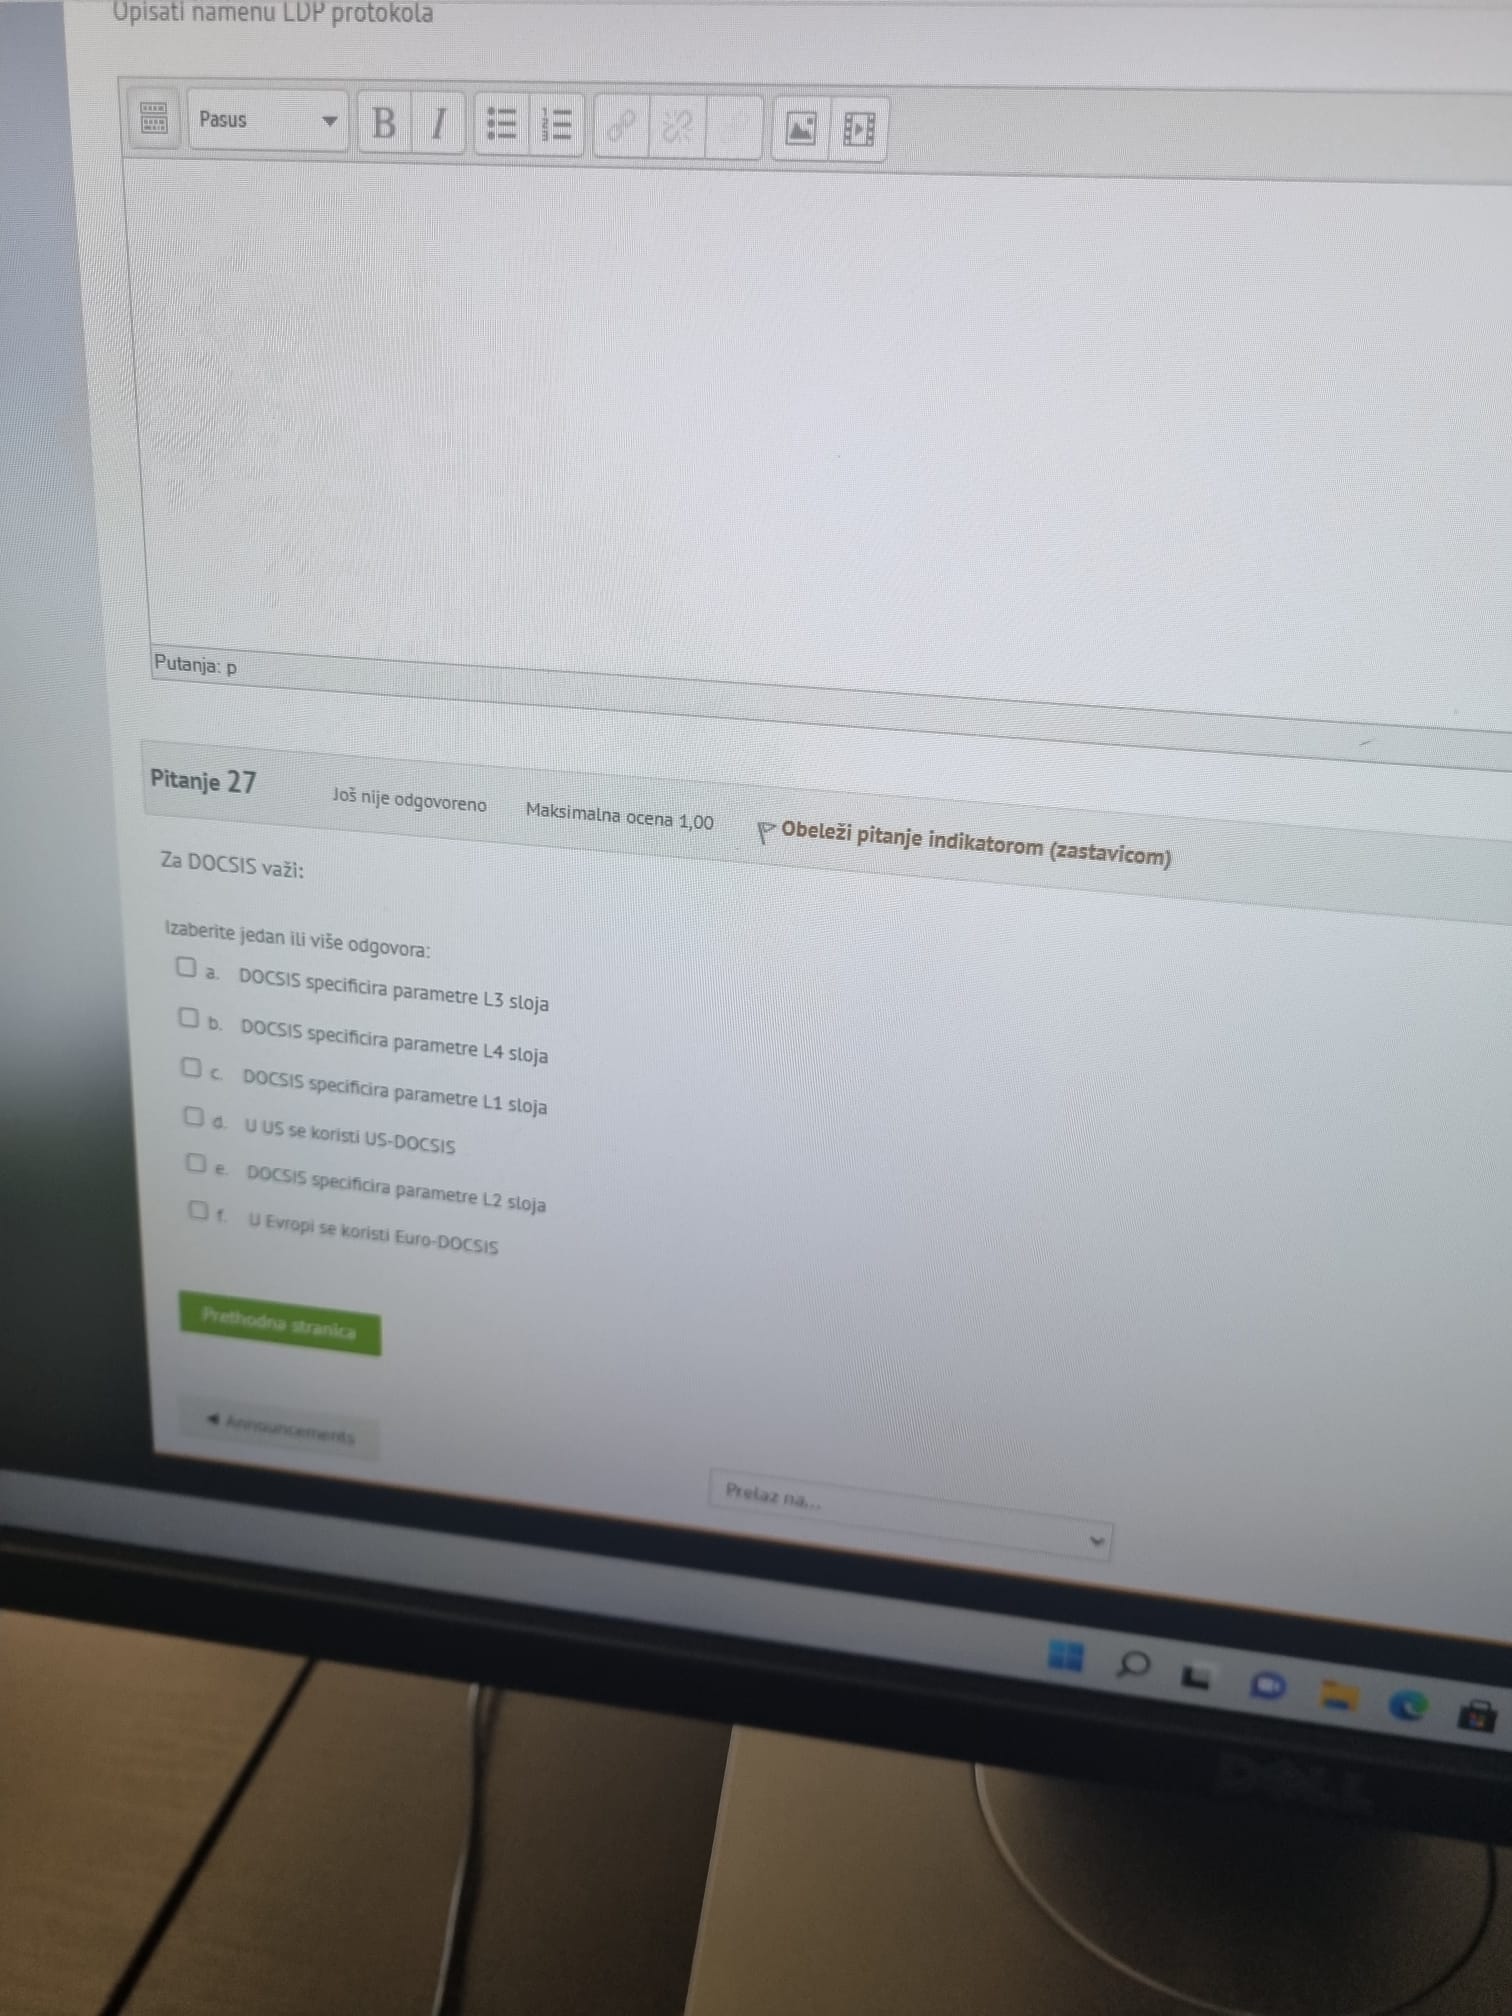 Opisati namenu LDP protokola
Pasus
B I
Putanja: p
Pitanje 27 Još nije odgovoreno Maksimalna ocena 1,00 Obeleži pitanje indikatorom (zastavicom)
Za DOCSIS važi:
Izaberite jedan ili više odgovora:
a. DOCSIS specificira parametre L3 sloja
b. DOCSIS specificira parametre L4 sloja
c. DOCSIS specificira parametre L1 sloja
d. U US se koristi US-DOCSIS
e. DOCSIS specificira parametre L2 sloja
f. U Evropi se koristi Euro-DOCSIS
Prethodna stranica
◄ Announcements
Prelaz na...
DELL